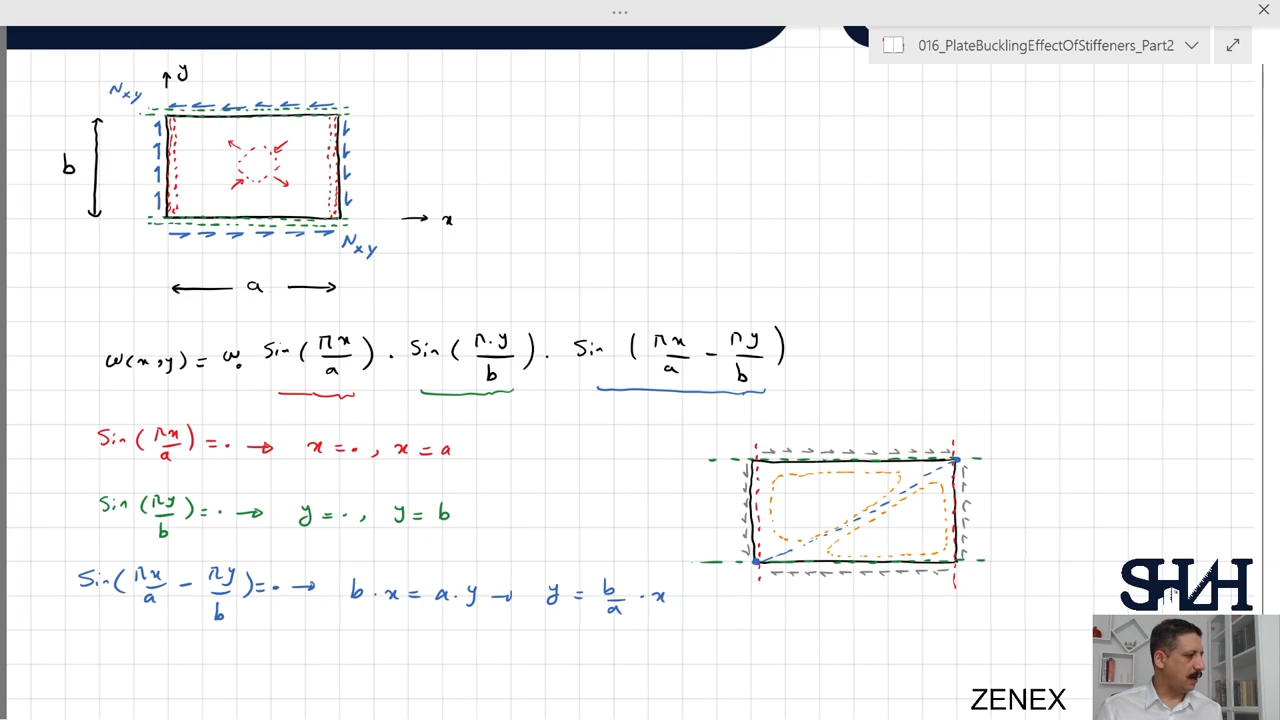 ...
016_PlateBucklingEffectOfStiffeners_Part2
y
Nxy
b
x
Nxy
a
ω(x,y) = ω₀ Sin(πx/a) · Sin(π·y/b) · Sin(πx/a − πy/b)
Sin(πx/a) = 0 → x = 0 , x = a
Sin(πy/b) = 0 → y = 0 , y = b
Sin(πx/a − πy/b) = 0 → b · x = a · y → y = b/a · x
SHLH
ZENEX